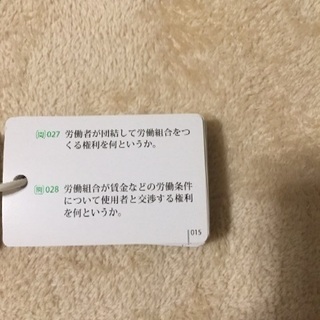 問027 労働者が団結して労働組合をつ
くる権利を何というか。
問028 労働組合が賃金などの労働条件
について使用者と交渉する権利
を何というか。
015